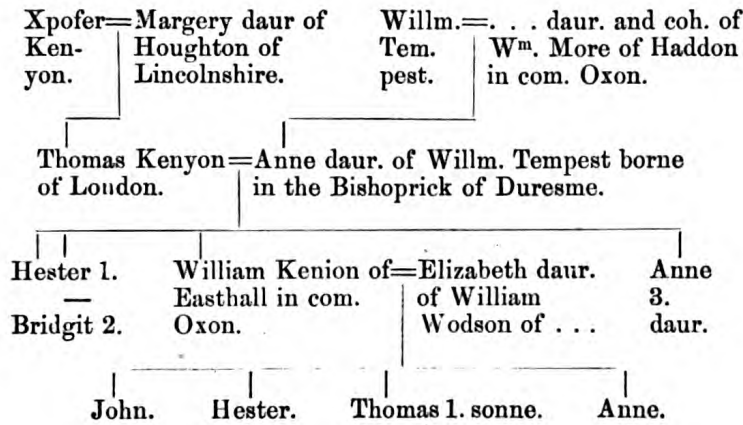 Xpofer=Margery daur of Willm.=. . . daur. and coh. of
Ken- Houghton of Tem. Wm. More of Haddon
yon. Lincolnshire. pest. in com. Oxon.
Thomas Kenyon=Anne daur. of Willm. Tempest borne
of London. in the Bishoprick of Duresme.
Hester 1. William Kenion of=Elizabeth daur. Anne
— Easthall in com. of William 3.
Bridgit 2. Oxon. Wodson of . . . daur.
John. Hester. Thomas 1. sonne. Anne.